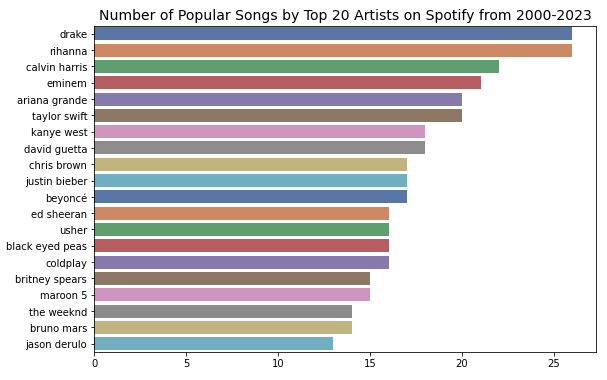 Number of Popular Songs by Top 20 Artists on Spotify from 2000-2023
drake
rihanna
calvin harris
eminem
ariana grande
taylor swift
kanye west
david guetta
chris brown
justin bieber
beyoncé
ed sheeran
usher
black eyed peas
coldplay
britney spears
maroon 5
the weeknd
bruno mars
jason derulo
0 5 10 15 20 25